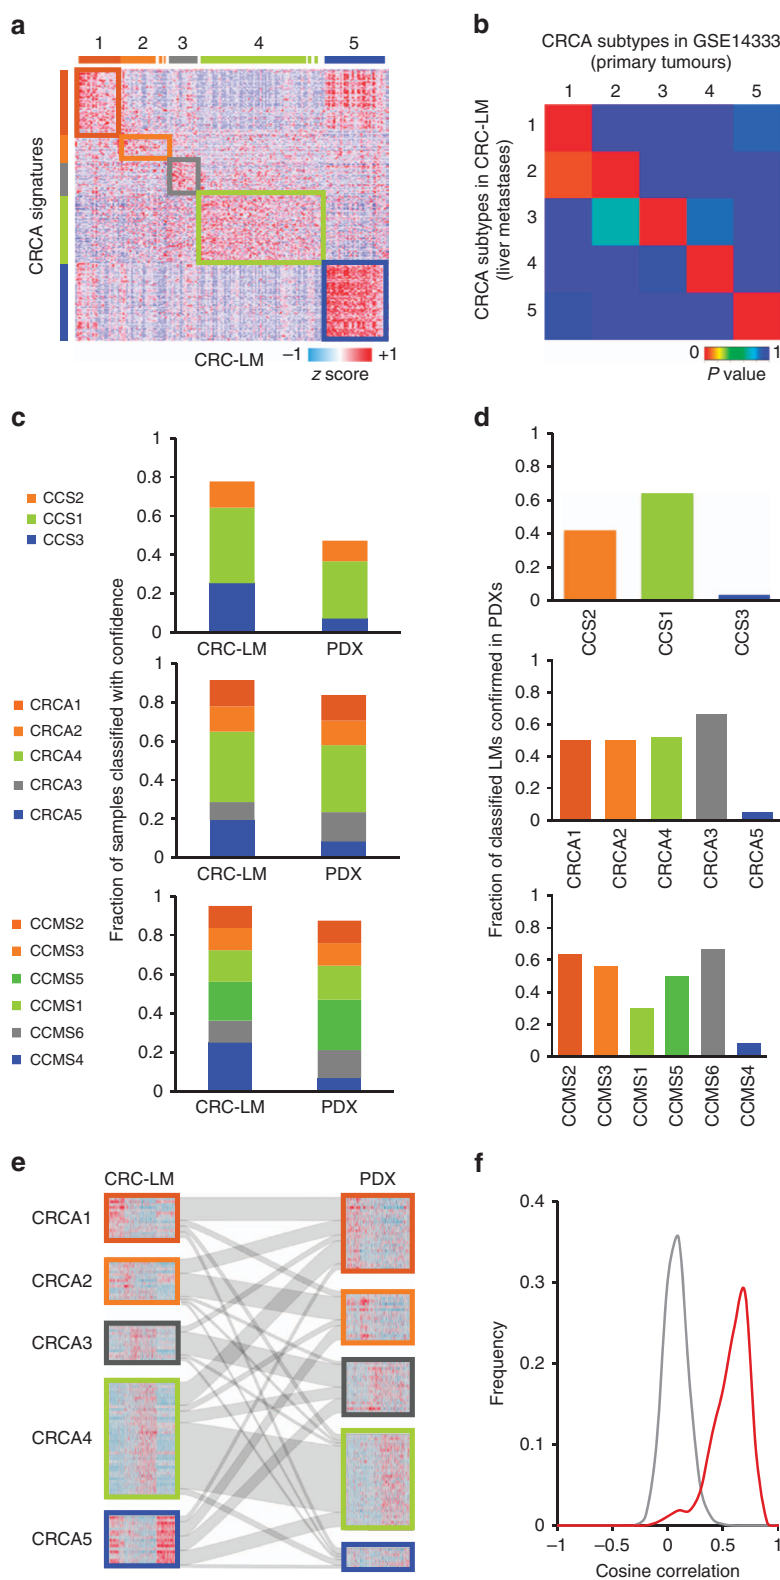 a
1 2 3 4 5
CRCA signatures
CRC-LM
–1 +1
z score
b
CRCA subtypes in GSE14333
(primary tumours)
1 2 3 4 5
CRCA subtypes in CRC-LM
(liver metastases)
1
2
3
4
5
0 1
P value
c
Fraction of samples classified with confidence
1
0.8
0.6
0.4
0.2
0
CCS2
CCS1
CCS3
CRC-LM PDX
1
0.8
0.6
0.4
0.2
0
CRCA1
CRCA2
CRCA4
CRCA3
CRCA5
CRC-LM PDX
1
0.8
0.6
0.4
0.2
0
CCMS2
CCMS3
CCMS5
CCMS1
CCMS6
CCMS4
CRC-LM PDX
d
Fraction of classified LMs confirmed in PDXs
1
0.8
0.6
0.4
0.2
0
CCS2
CCS1
CCS3
1
0.8
0.6
0.4
0.2
0
CRCA1
CRCA2
CRCA4
CRCA3
CRCA5
1
0.8
0.6
0.4
0.2
0
CCMS2
CCMS3
CCMS1
CCMS5
CCMS6
CCMS4
e
CRC-LM PDX
CRCA1
CRCA2
CRCA3
CRCA4
CRCA5
f
Frequency
0.4
0.3
0.2
0.1
0
–1 –0.5 0 0.5 1
Cosine correlation